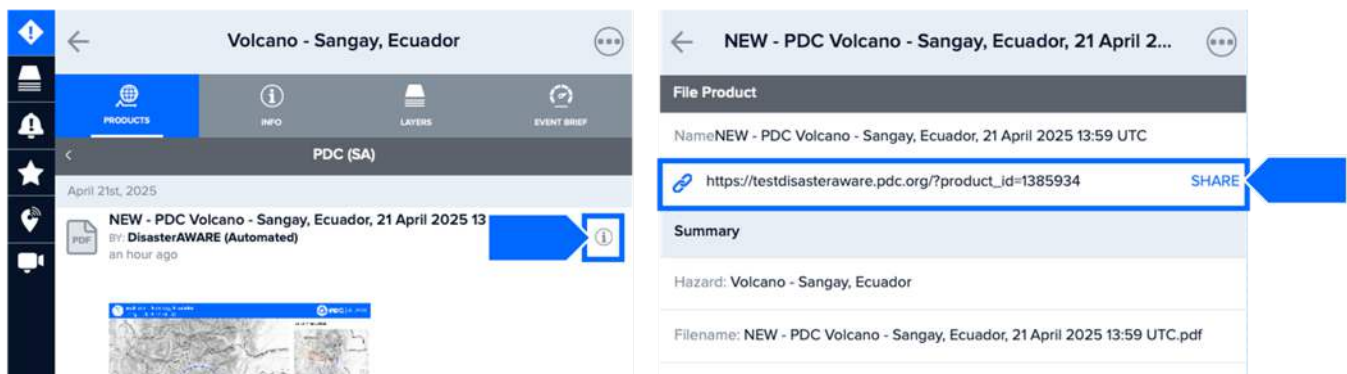 Volcano - Sangay, Ecuador
PRODUCTS
INFO
LAYERS
EVENT BRIEF
PDC (SA)
April 21st, 2025
PDF
NEW - PDC Volcano - Sangay, Ecuador, 21 April 2025 13
BY: DisasterAWARE (Automated)
an hour ago
PDC
NEW - PDC Volcano - Sangay, Ecuador, 21 April 2...
File Product
NameNEW - PDC Volcano - Sangay, Ecuador, 21 April 2025 13:59 UTC
https://testdisasteraware.pdc.org/?product_id=1385934
SHARE
Summary
Hazard: Volcano - Sangay, Ecuador
Filename: NEW - PDC Volcano - Sangay, Ecuador, 21 April 2025 13:59 UTC.pdf